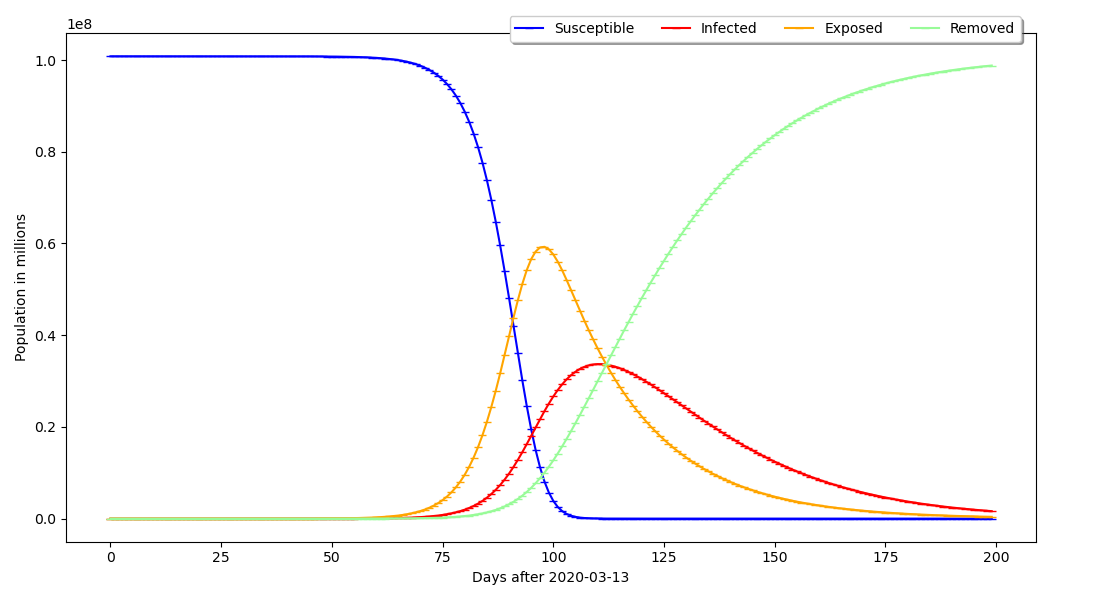 1e8
Susceptible Infected Exposed Removed
1.0
0.8
0.6
0.4
0.2
0.0
Population in millions
0 25 50 75 100 125 150 175 200
Days after 2020-03-13